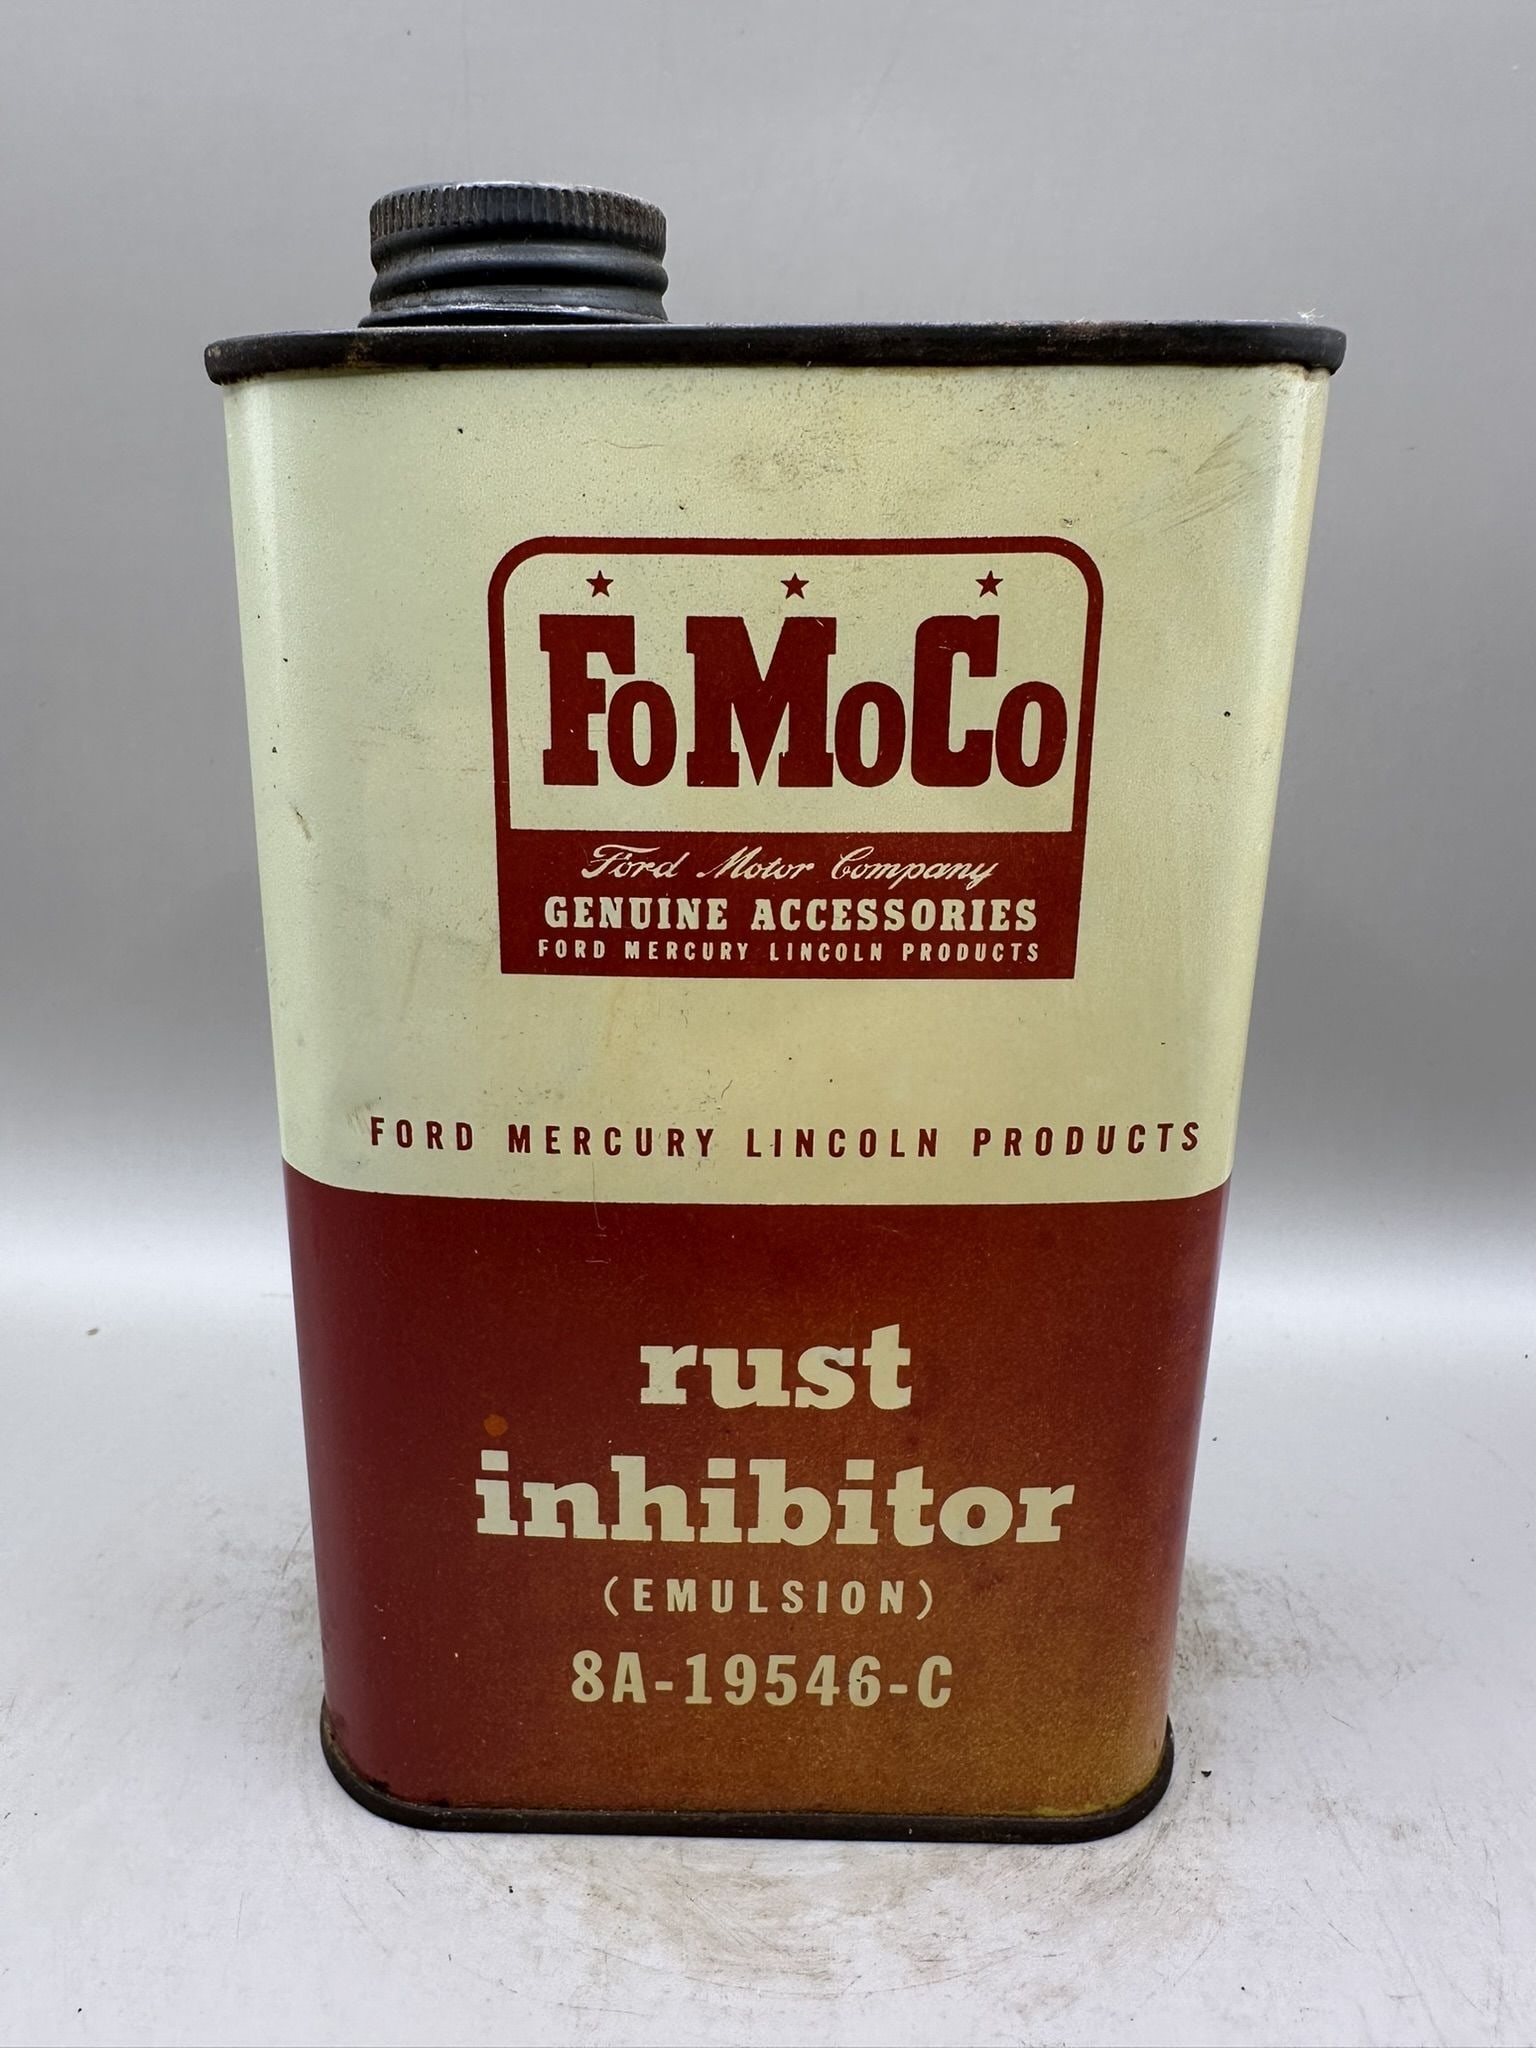 FoMoCo
Ford Motor Company
GENUINE ACCESSORIES
FORD MERCURY LINCOLN PRODUCTS
FORD MERCURY LINCOLN PRODUCTS
rust
inhibitor
(EMULSION)
8A-19546-C